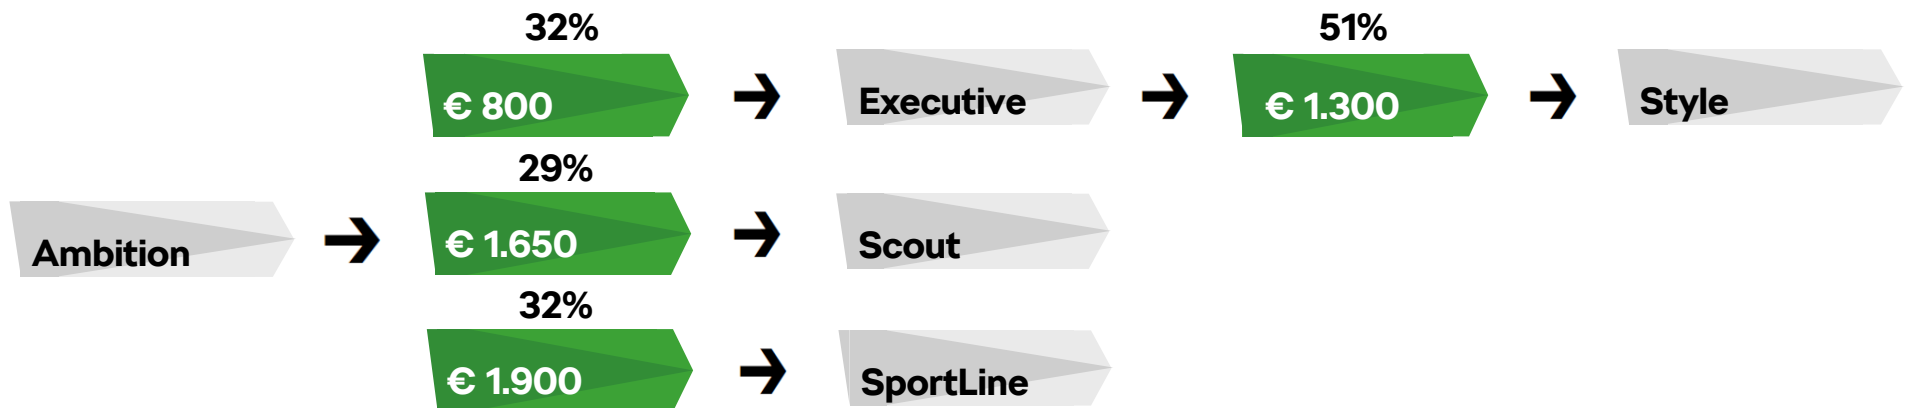 32%
51%
€ 800
Executive
€ 1.300
Style
29%
Ambition
€ 1.650
Scout
32%
€ 1.900
SportLine